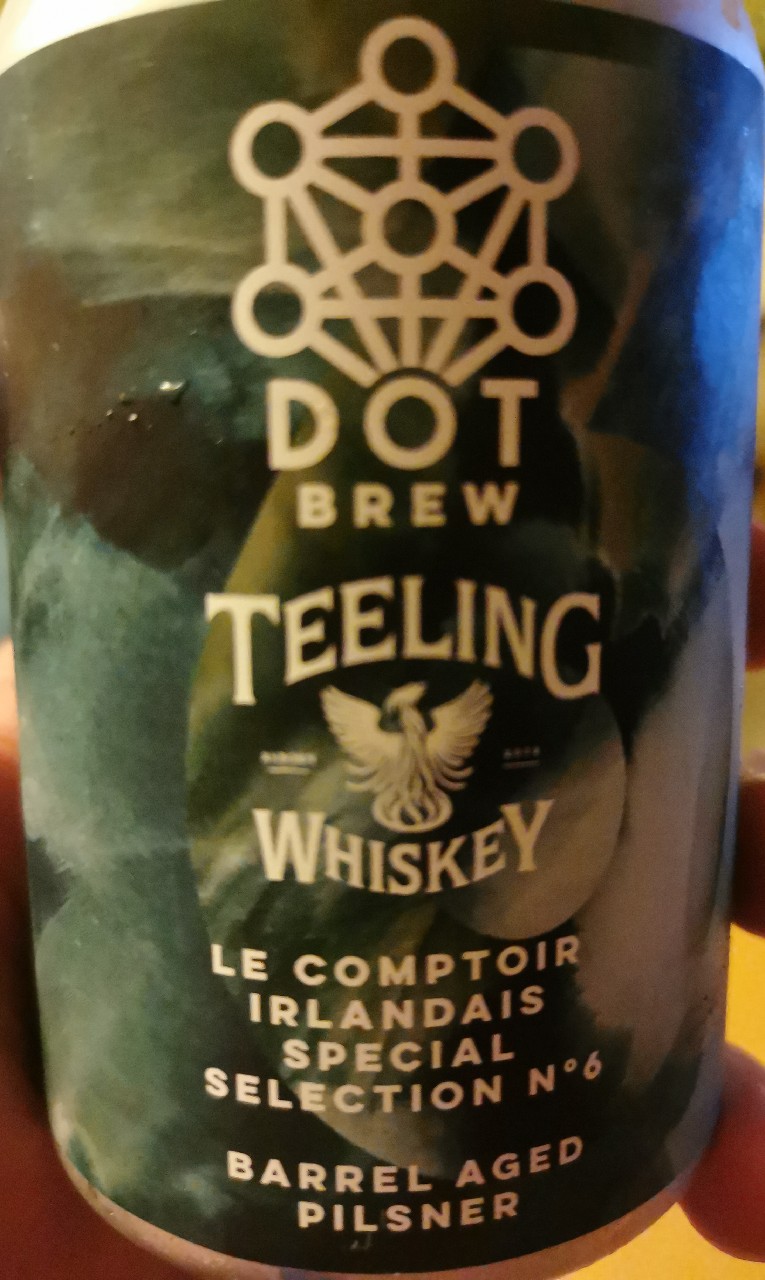 DOT
BREW
TEELING
WHISKEY
LE COMPTOIR
IRLANDAIS
SPECIAL
SELECTION N°6
BARREL AGED
PILSNER